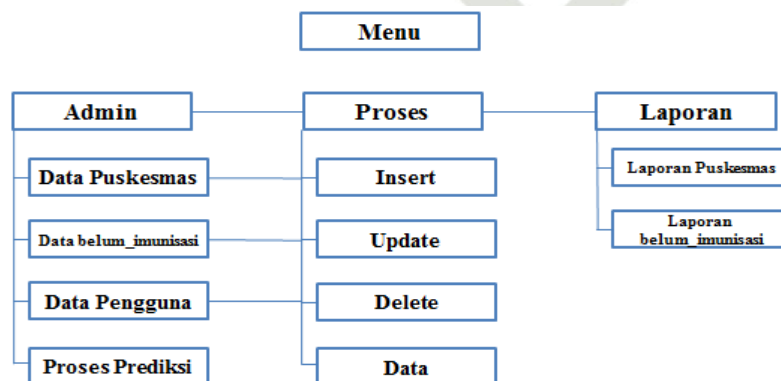 Menu
Admin
Proses
Laporan
Data Puskesmas
Insert
Laporan Puskesmas
Data belum_imunisasi
Update
Laporan
belum_imunisasi
Data Pengguna
Delete
Proses Prediksi
Data